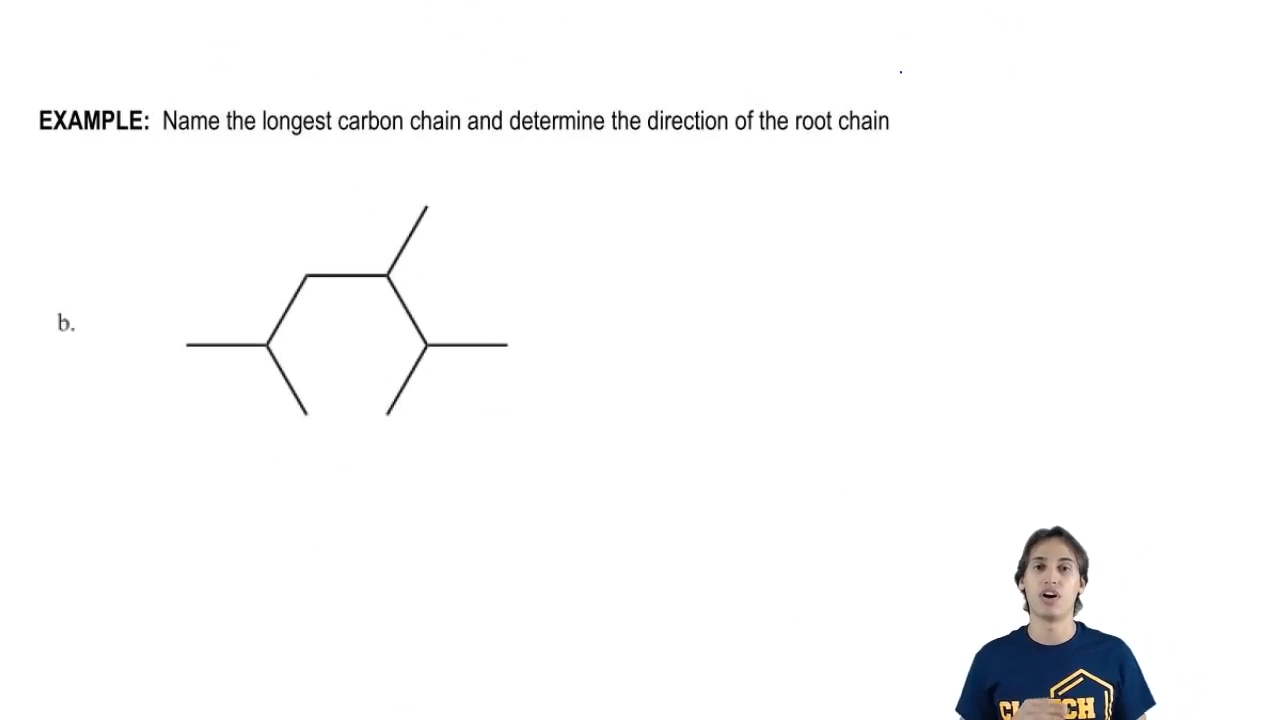 EXAMPLE: Name the longest carbon chain and determine the direction of the root chain
b.